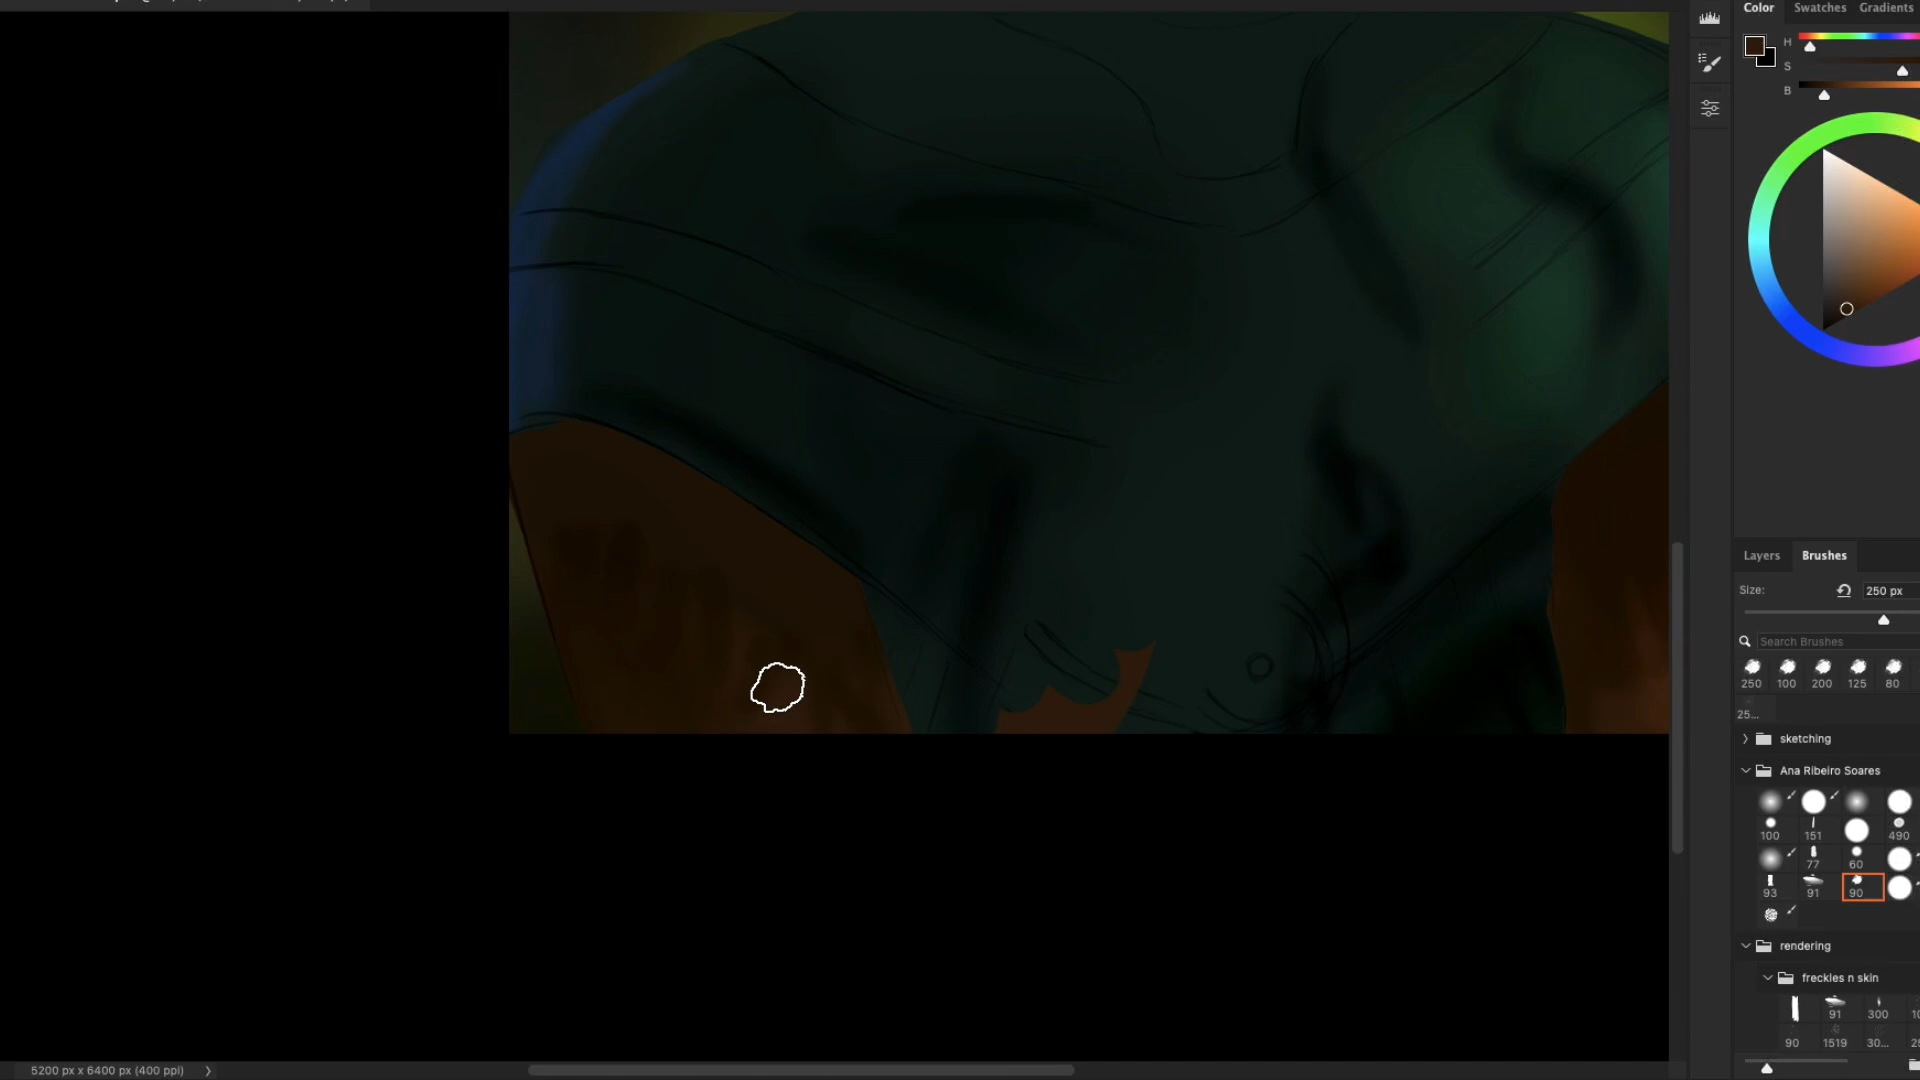 Color Swatches Gradients
H
S
B
Layers Brushes
Size: 250 px
Search Brushes
250 100 200 125 80
25...
sketching
Ana Ribeiro Soares
100 151 490
77 60
93 91 90
rendering
freckles n skin
91 300
90 1519 30...
5200 px x 6400 px (400 ppi)